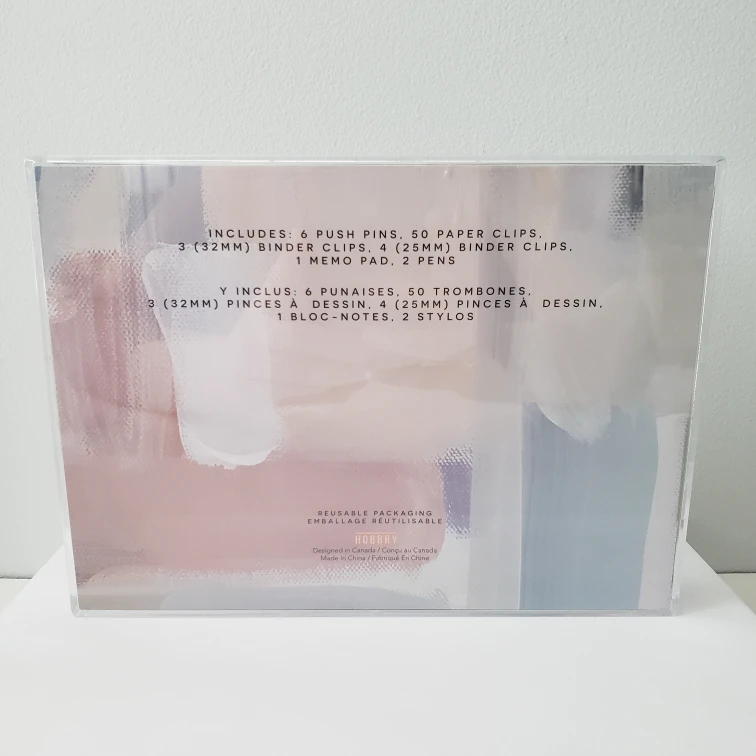 INCLUDES: 6 PUSH PINS, 50 PAPER CLIPS,
3 (32MM) BINDER CLIPS, 4 (25MM) BINDER CLIPS,
1 MEMO PAD, 2 PENS
Y INCLUS: 6 PUNAISES, 50 TROMBONES,
3 (32MM) PINCES À DESSIN, 4 (25MM) PINCES À DESSIN,
1 BLOC-NOTES, 2 STYLOS
REUSABLE PACKAGING
EMBALLAGE RÉUTILISABLE
Designed in Canada / Conçu au Canada
Made In China / Fabriqué En Chine